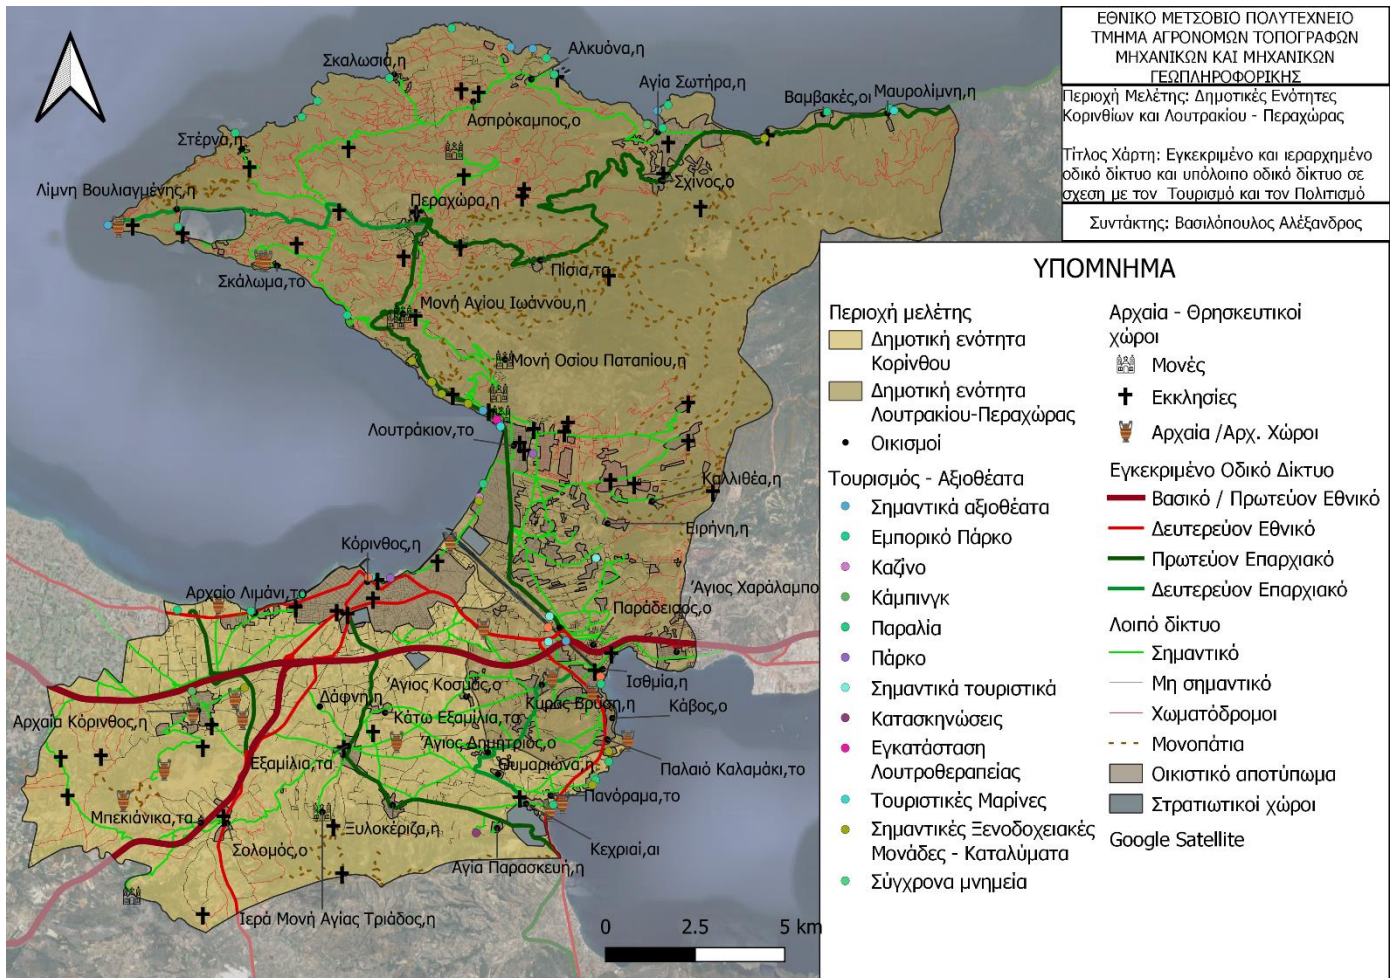 ΕΘΝΙΚΟ ΜΕΤΣΟΒΙΟ ΠΟΛΥΤΕΧΝΕΙΟ
ΤΜΗΜΑ ΑΓΡΟΝΟΜΩΝ ΤΟΠΟΓΡΑΦΩΝ
ΜΗΧΑΝΙΚΩΝ ΚΑΙ ΜΗΧΑΝΙΚΩΝ
ΓΕΩΠΛΗΡΟΦΟΡΙΚΗΣ
Περιοχή Μελέτης: Δημοτικές Ενότητες
Κορινθίων και Λουτρακίου - Περαχώρας
Τίτλος Χάρτη: Εγκεκριμένο και ιεραρχημένο
οδικό δίκτυο και υπόλοιπο οδικό δίκτυο σε
σχεση με τον Τουρισμό και τον Πολιτισμό
Συντάκτης: Βασιλόπουλος Αλέξανδρος
Αλκυόνα,η
Σκαλωσιά,η
Αγία Σωτήρα,η
Βαμβακές,οι
Μαυρολίμνη,η
Ασπρόκαμπος,ο
Στέρνα,η
Σχίνος,ο
Λίμνη Βουλιαγμένης,η
Περαχώρα,η
Σκάλωμα,το
Πίσια,τα
Μονή Αγίου Ιωάννου,η
Μονή Οσίου Παταπίου,η
Λουτράκιον,το
Καλλιθέα,η
Ειρήνη,η
Κόρινθος,η
Αρχαίο Λιμάνι,το
Άγιος Χαράλαμπο
Παράδεισος,ο
Ισθμία,η
Άγιος Κοσμάς,ο
Δάφνη,η
Κυράς Βρύση,η
Κάβος,ο
Αρχαία Κόρινθος,η
Κάτω Εξαμίλια,τα
Άγιος Δημήτριος,ο
Εξαμίλια,τα
Θυμαριώνα,η
Παλαιό Καλαμάκι,το
Πανόραμα,το
Μπεκιάνικα,τα
Ξυλοκέριζα,η
Σολομός,ο
Κεχριαί,αι
Αγία Παρασκευή,η
Ιερά Μονή Αγίας Τριάδος,η
0 2.5 5 km
ΥΠΟΜΝΗΜΑ
Περιοχή μελέτης
Δημοτική ενότητα
Κορίνθου
Δημοτική ενότητα
Λουτρακίου-Περαχώρας
Οικισμοί
Τουρισμός - Αξιοθέατα
Σημαντικά αξιοθέατα
Εμπορικό Πάρκο
Καζίνο
Κάμπινγκ
Παραλία
Πάρκο
Σημαντικά τουριστικά
Κατασκηνώσεις
Εγκατάσταση
Λουτροθεραπείας
Τουριστικές Μαρίνες
Σημαντικές Ξενοδοχειακές
Μονάδες - Καταλύματα
Σύγχρονα μνημεία
Αρχαία - Θρησκευτικοί
χώροι
Μονές
Εκκλησίες
Αρχαία /Αρχ. Χώροι
Εγκεκριμένο Οδικό Δίκτυο
Βασικό / Πρωτεύον Εθνικό
Δευτερεύον Εθνικό
Πρωτεύον Επαρχιακό
Δευτερεύον Επαρχιακό
Λοιπό δίκτυο
Σημαντικό
Μη σημαντικό
Χωματόδρομοι
Μονοπάτια
Οικιστικό αποτύπωμα
Στρατιωτικοί χώροι
Google Satellite